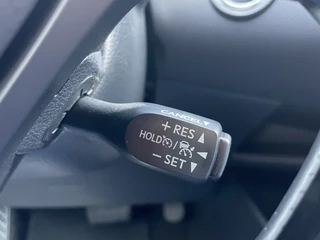 CANCEL▼
+ RES ▲
HOLD / ◀
− SET ▼